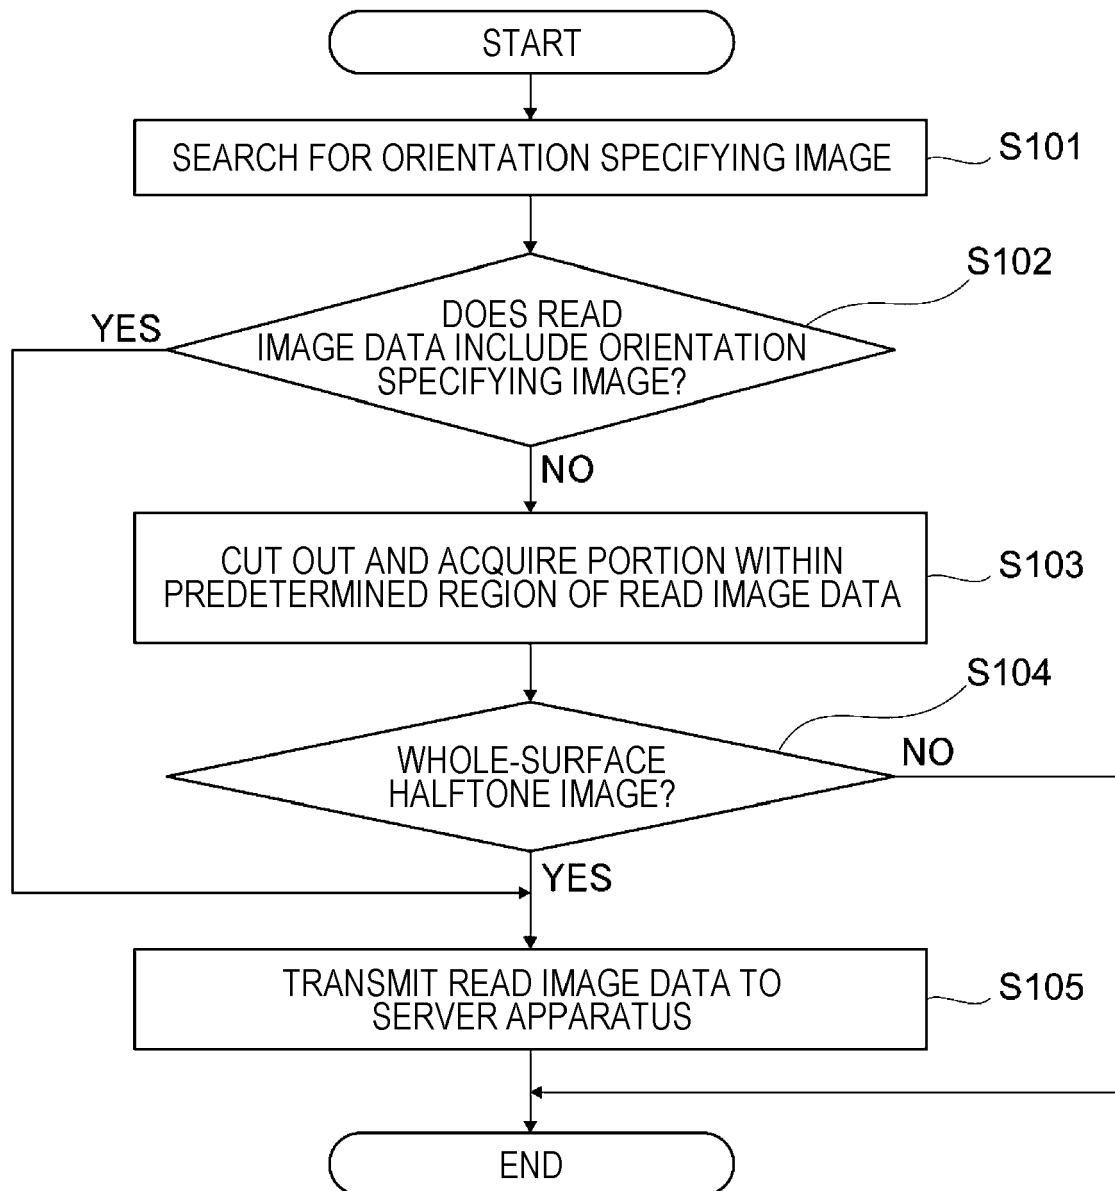 START
SEARCH FOR ORIENTATION SPECIFYING IMAGE
S101
S102
YES
DOES READ
IMAGE DATA INCLUDE ORIENTATION
SPECIFYING IMAGE?
NO
CUT OUT AND ACQUIRE PORTION WITHIN
PREDETERMINED REGION OF READ IMAGE DATA
S103
S104
WHOLE-SURFACE
HALFTONE IMAGE?
NO
YES
TRANSMIT READ IMAGE DATA TO
SERVER APPARATUS
S105
END